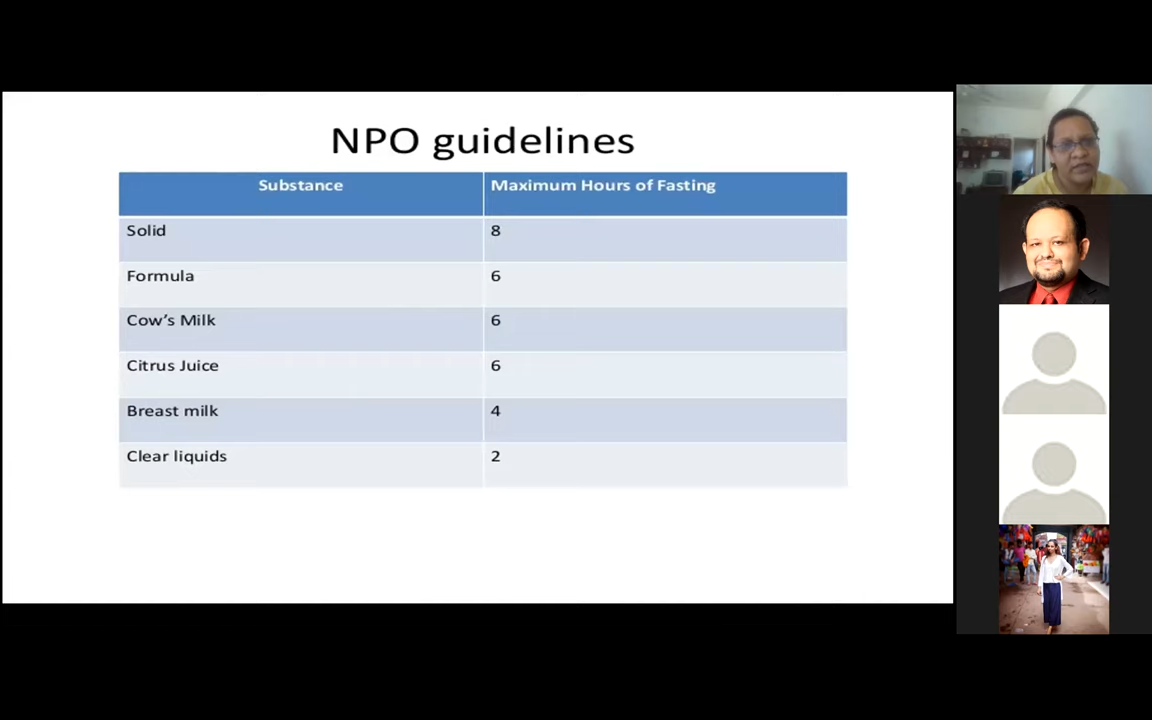 NPO guidelines
Substance Maximum Hours of Fasting
Solid 8
Formula 6
Cow's Milk 6
Citrus Juice 6
Breast milk 4
Clear liquids 2